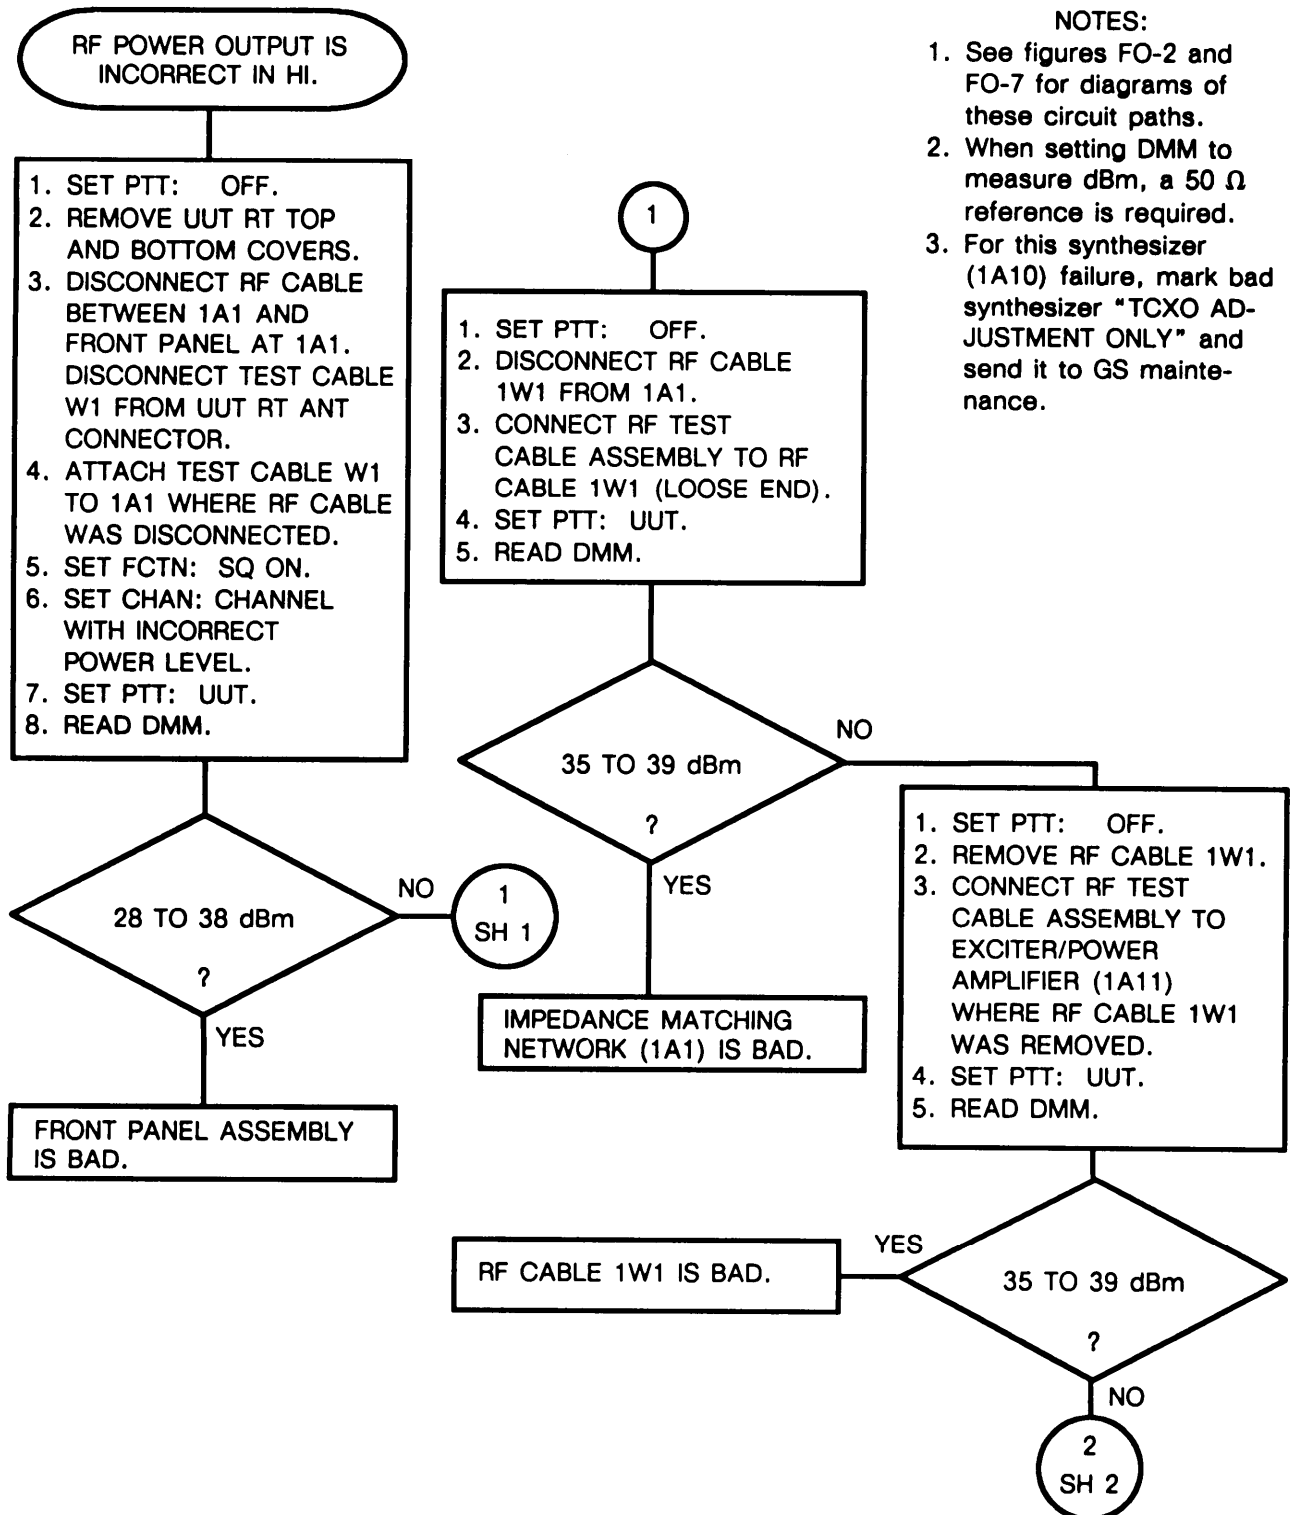 RF POWER OUTPUT IS
INCORRECT IN HI.
1. SET PTT: OFF.
2. REMOVE UUT RT TOP
AND BOTTOM COVERS.
3. DISCONNECT RF CABLE
BETWEEN 1A1 AND
FRONT PANEL AT 1A1.
DISCONNECT TEST CABLE
W1 FROM UUT RT ANT
CONNECTOR.
4. ATTACH TEST CABLE W1
TO 1A1 WHERE RF CABLE
WAS DISCONNECTED.
5. SET FCTN: SQ ON.
6. SET CHAN: CHANNEL
WITH INCORRECT
POWER LEVEL.
7. SET PTT: UUT.
8. READ DMM.
28 TO 38 dBm
?
NO
1
SH 1
YES
FRONT PANEL ASSEMBLY
IS BAD.
1
1. SET PTT: OFF.
2. DISCONNECT RF CABLE
1W1 FROM 1A1.
3. CONNECT RF TEST
CABLE ASSEMBLY TO RF
CABLE 1W1 (LOOSE END).
4. SET PTT: UUT.
5. READ DMM.
35 TO 39 dBm
?
NO
YES
IMPEDANCE MATCHING
NETWORK (1A1) IS BAD.
NOTES:
1. See figures FO-2 and
FO-7 for diagrams of
these circuit paths.
2. When setting DMM to
measure dBm, a 50 Ω
reference is required.
3. For this synthesizer
(1A10) failure, mark bad
synthesizer "TCXO AD-
JUSTMENT ONLY" and
send it to GS mainte-
nance.
1. SET PTT: OFF.
2. REMOVE RF CABLE 1W1.
3. CONNECT RF TEST
CABLE ASSEMBLY TO
EXCITER/POWER
AMPLIFIER (1A11)
WHERE RF CABLE 1W1
WAS REMOVED.
4. SET PTT: UUT.
5. READ DMM.
35 TO 39 dBm
?
YES
RF CABLE 1W1 IS BAD.
NO
2
SH 2